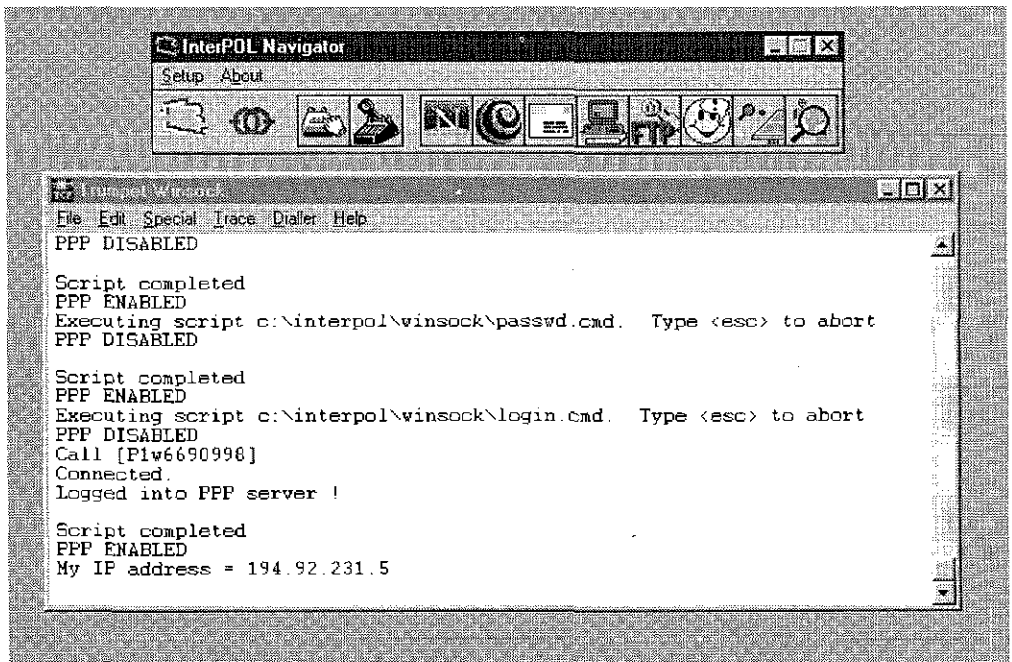 InterPOL Navigator
Setup About
FTP
Trumpet Winsock
File Edit Special Trace Dialler Help
PPP DISABLED
Script completed
PPP ENABLED
Executing script c:\interpol\winsock\passwd.cmd. Type <esc> to abort
PPP DISABLED
Script completed
PPP ENABLED
Executing script c:\interpol\winsock\login.cmd. Type <esc> to abort
PPP DISABLED
Call [P1w6690998]
Connected.
Logged into PPP server !
Script completed
PPP ENABLED
My IP address = 194.92.231.5